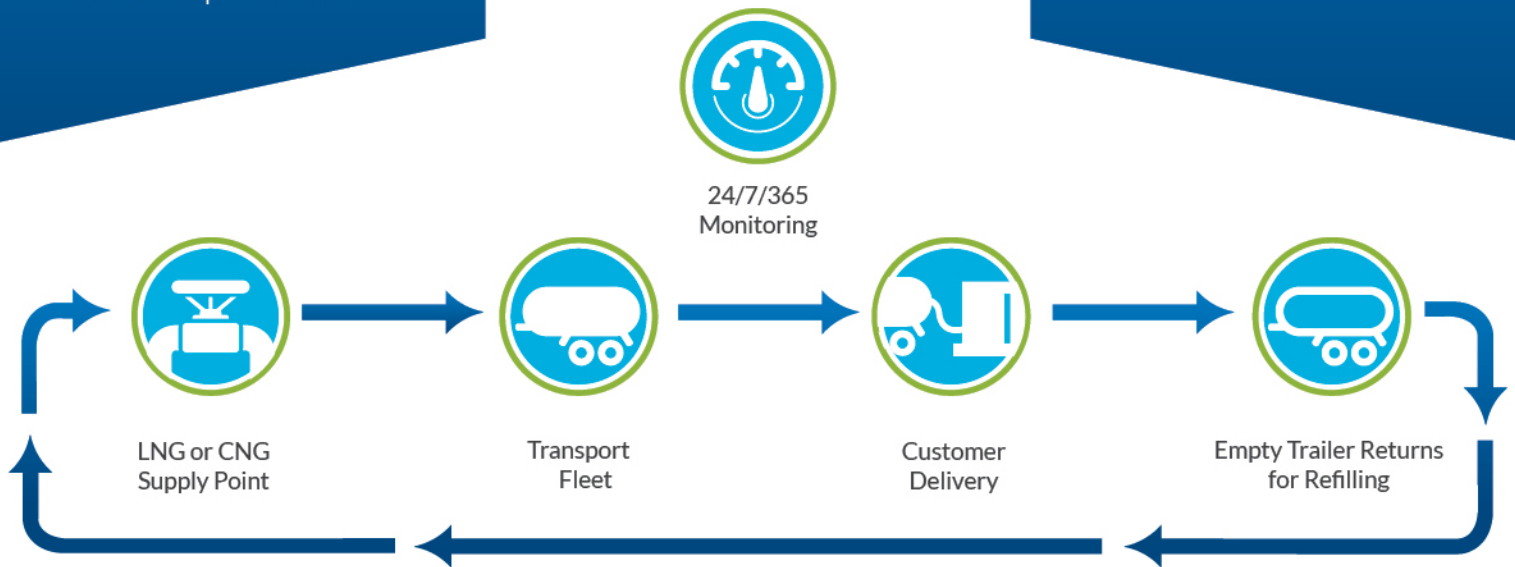 24/7/365
Monitoring
LNG or CNG
Supply Point
Transport
Fleet
Customer
Delivery
Empty Trailer Returns
for Refilling